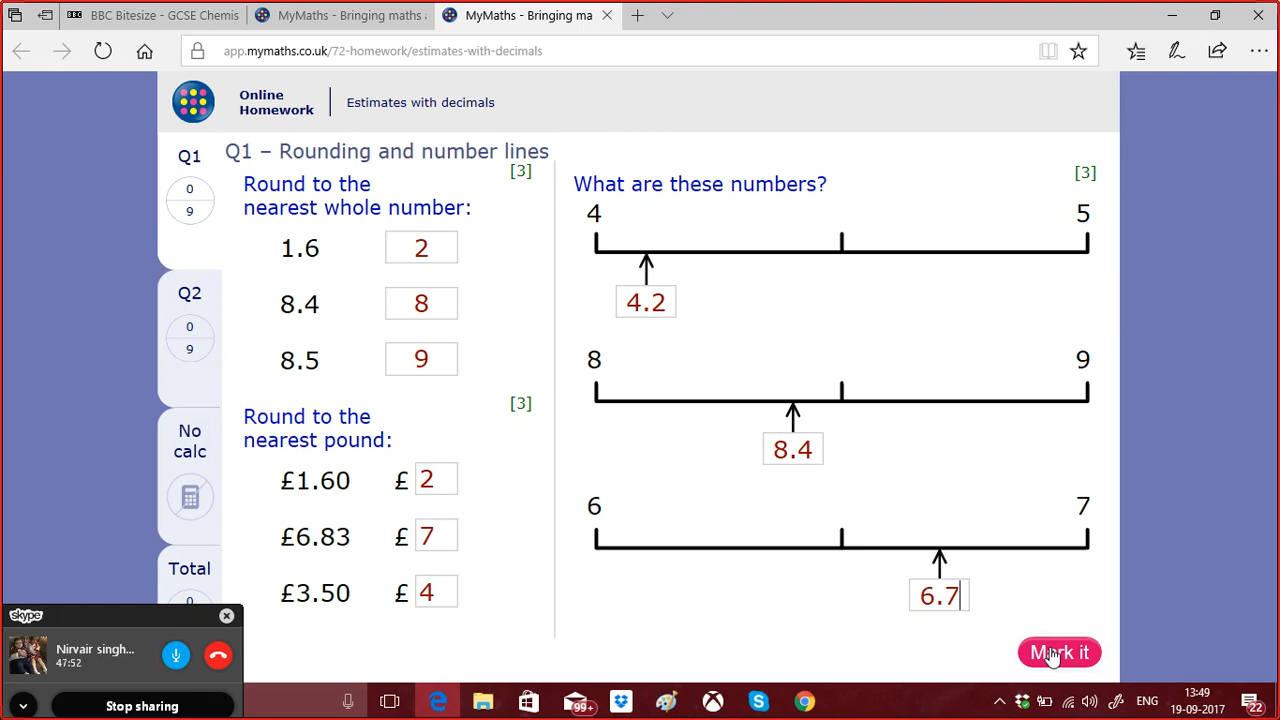 BBC Bitesize - GCSE Chemis
MyMaths - Bringing maths a
MyMaths - Bringing ma
app.mymaths.co.uk/72-homework/estimates-with-decimals
Online
Homework
Estimates with decimals
Q1
0
9
Q2
0
9
No
calc
Total
Q1 – Rounding and number lines
Round to the
nearest whole number:
[3]
1.6 2
8.4 8
8.5 9
Round to the
nearest pound:
[3]
£1.60 £ 2
£6.83 £ 7
£3.50 £ 4
What are these numbers?
[3]
4 5
4.2
8 9
8.4
6 7
6.7
Mark it
skype
Nirvair singh...
47:52
Stop sharing
99+
ENG
13:49
19-09-2017
22